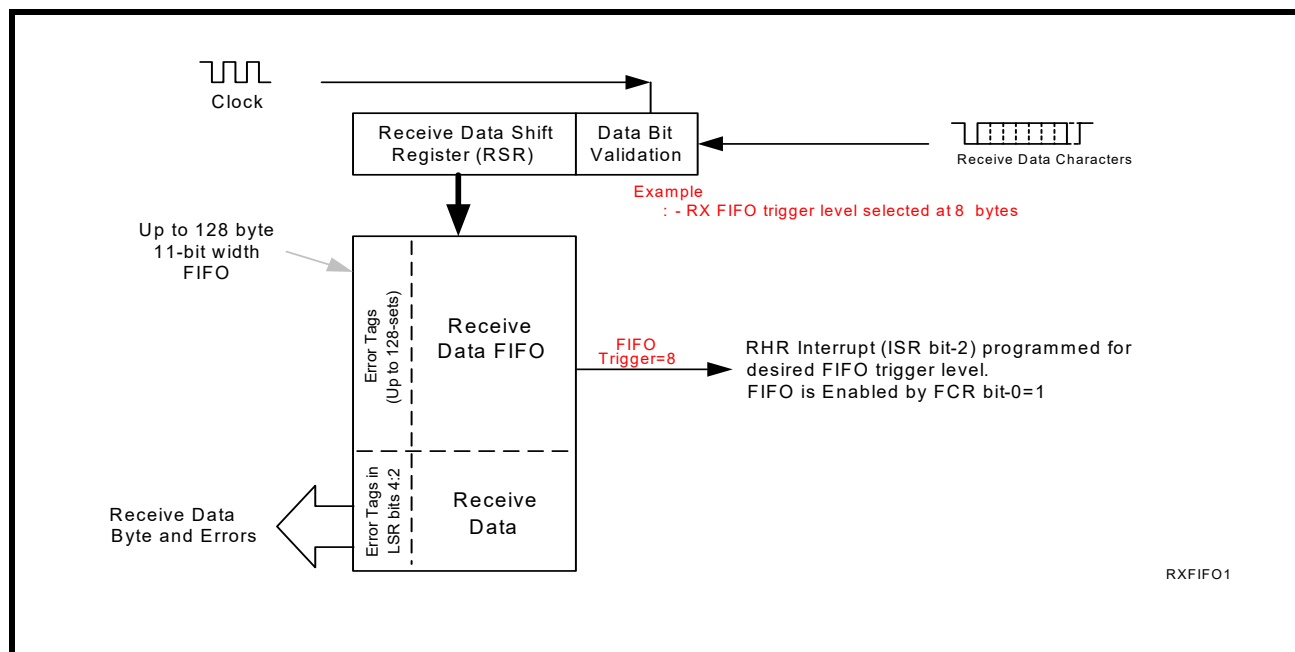 Clock
Receive Data Shift
Register (RSR)
Data Bit
Validation
Receive Data Characters
Example
: - RX FIFO trigger level selected at 8 bytes
Up to 128 byte
11-bit width
FIFO
Error Tags
(Up to 128-sets)
Receive
Data FIFO
FIFO
Trigger=8
RHR Interrupt (ISR bit-2) programmed for
desired FIFO trigger level.
FIFO is Enabled by FCR bit-0=1
Error Tags in
LSR bits 4:2
Receive
Data
Receive Data
Byte and Errors
RXFIFO1